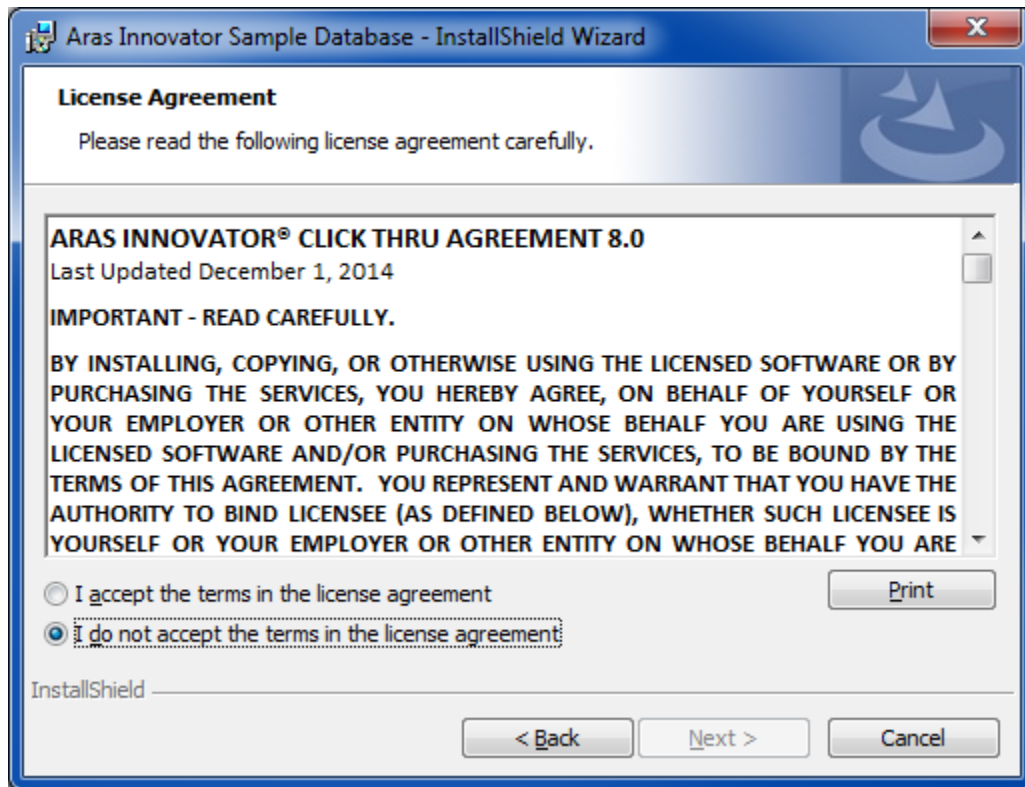 Aras Innovator Sample Database - InstallShield Wizard
License Agreement
Please read the following license agreement carefully.
ARAS INNOVATOR® CLICK THRU AGREEMENT 8.0
Last Updated December 1, 2014
IMPORTANT - READ CAREFULLY.
BY INSTALLING, COPYING, OR OTHERWISE USING THE LICENSED SOFTWARE OR BY
PURCHASING THE SERVICES, YOU HEREBY AGREE, ON BEHALF OF YOURSELF OR
YOUR EMPLOYER OR OTHER ENTITY ON WHOSE BEHALF YOU ARE USING THE
LICENSED SOFTWARE AND/OR PURCHASING THE SERVICES, TO BE BOUND BY THE
TERMS OF THIS AGREEMENT. YOU REPRESENT AND WARRANT THAT YOU HAVE THE
AUTHORITY TO BIND LICENSEE (AS DEFINED BELOW), WHETHER SUCH LICENSEE IS
YOURSELF OR YOUR EMPLOYER OR OTHER ENTITY ON WHOSE BEHALF YOU ARE
I accept the terms in the license agreement
Print
I do not accept the terms in the license agreement
InstallShield
< Back
Next >
Cancel